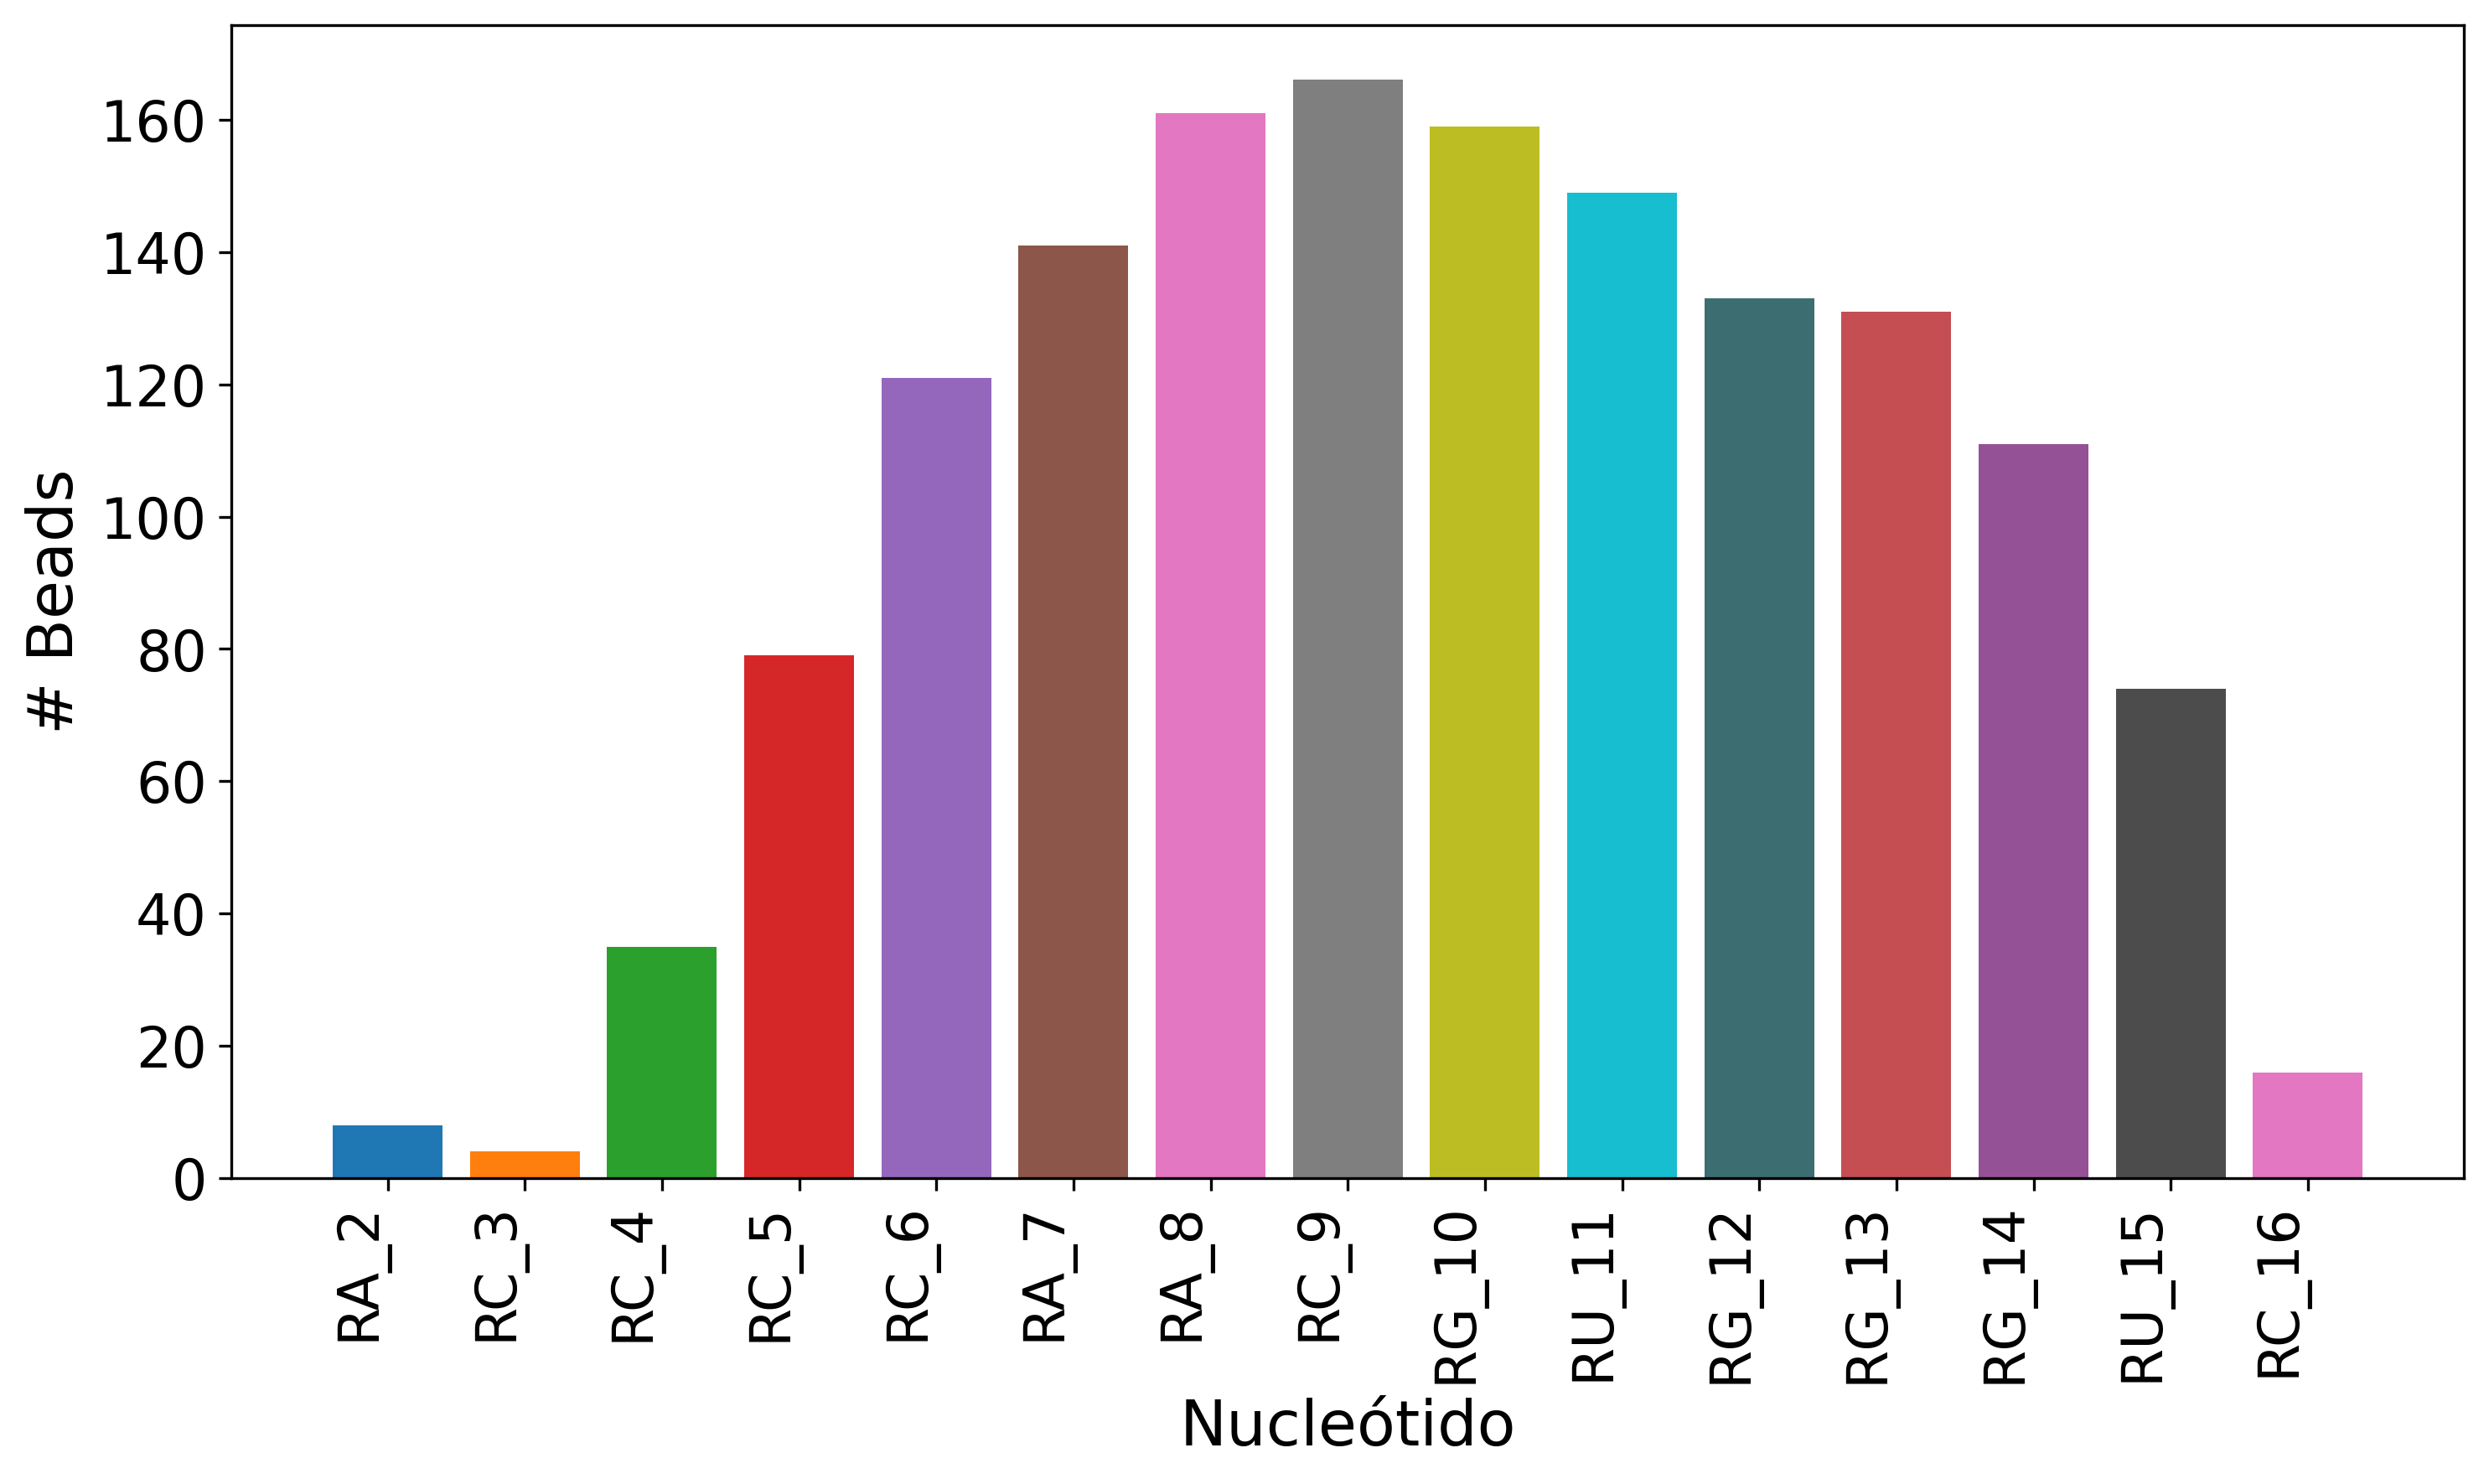 # Beads
160
140
120
100
80
60
40
20
0
RA_2
RC_3
RC_4
RC_5
RC_6
RA_7
RA_8
RC_9
RG_10
RU_11
RG_12
RG_13
RG_14
RU_15
RC_16
Nucleótido